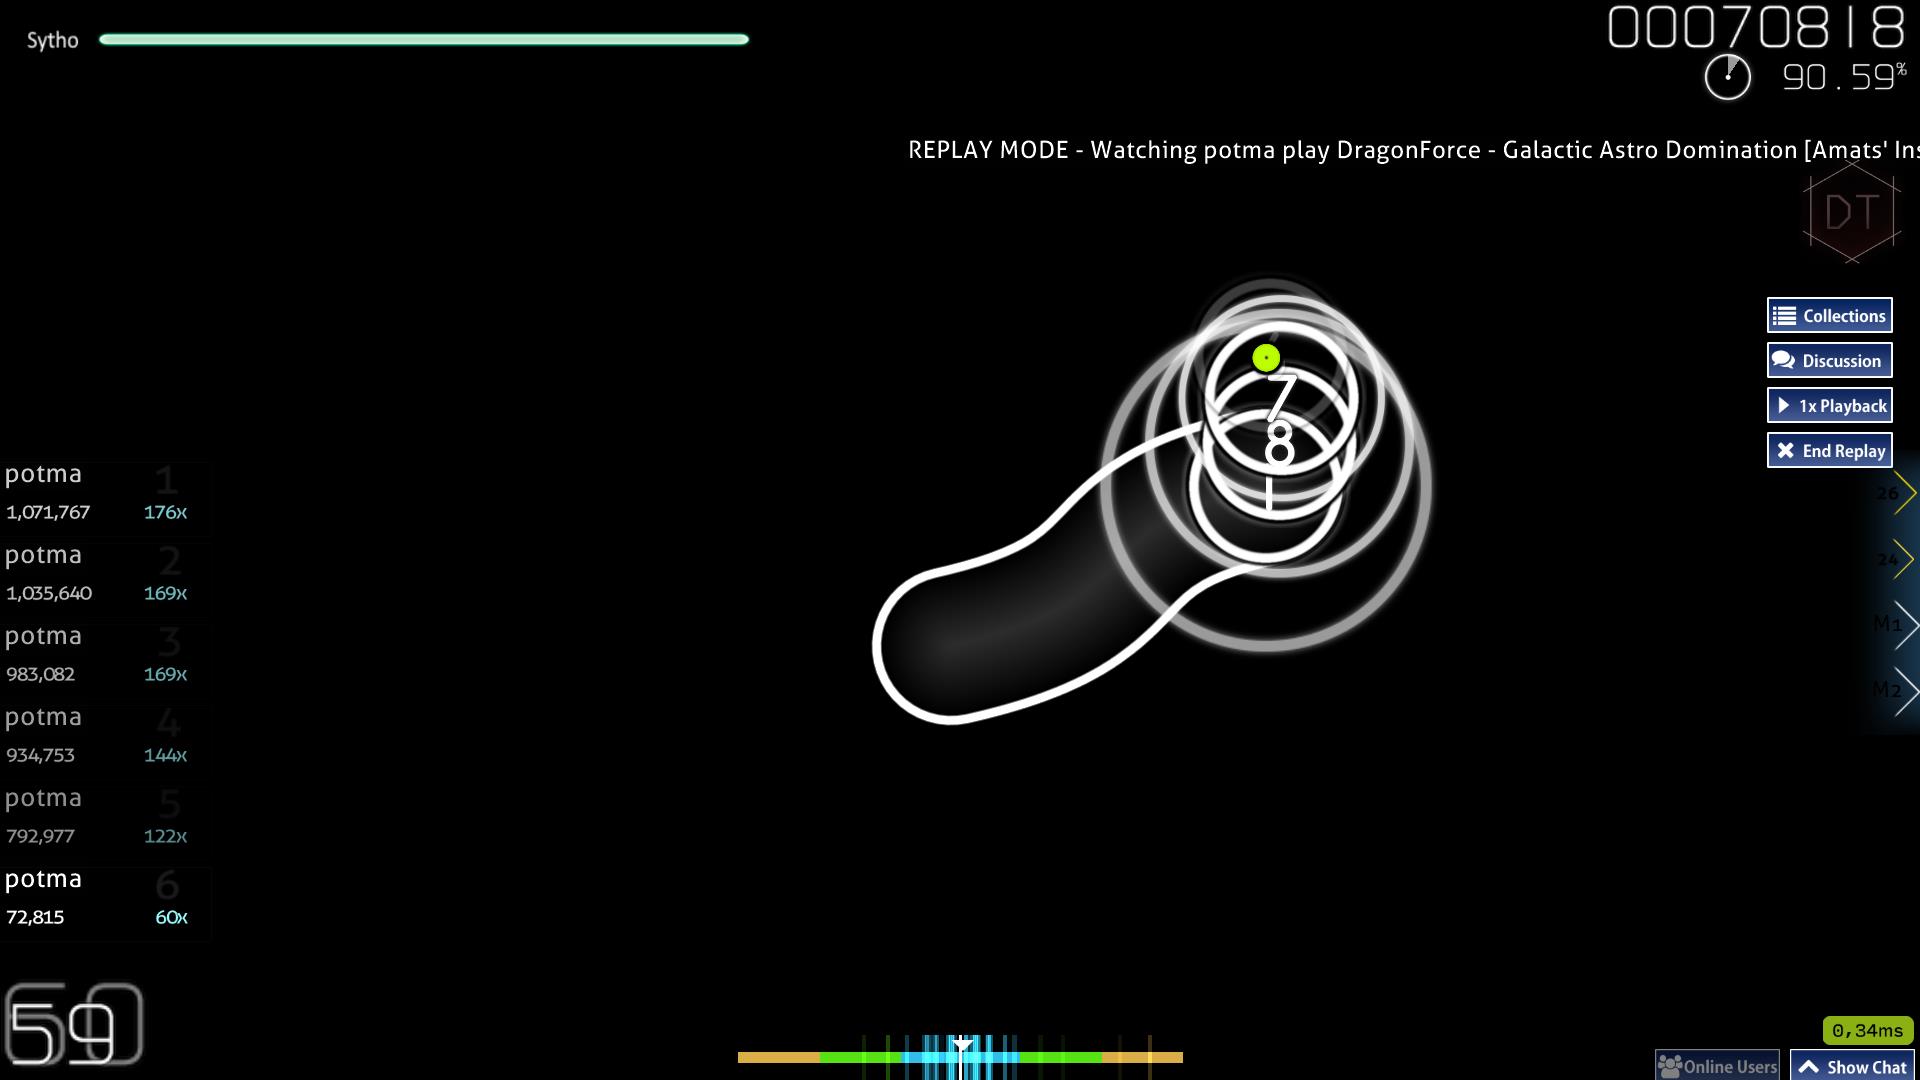 Sytho
00070818
90.59%
REPLAY MODE - Watching potma play DragonForce - Galactic Astro Domination [Amats' Ins
DT
Collections
Discussion
1x Playback
End Replay
7
8
1
26
24
M1
M2
potma 1
1,071,767 176x
potma 2
1,035,640 169x
potma 3
983,082 169x
potma 4
934,753 144x
potma 5
792,977 122x
potma 6
72,815 60x
59
0,34ms
Online Users
Show Chat